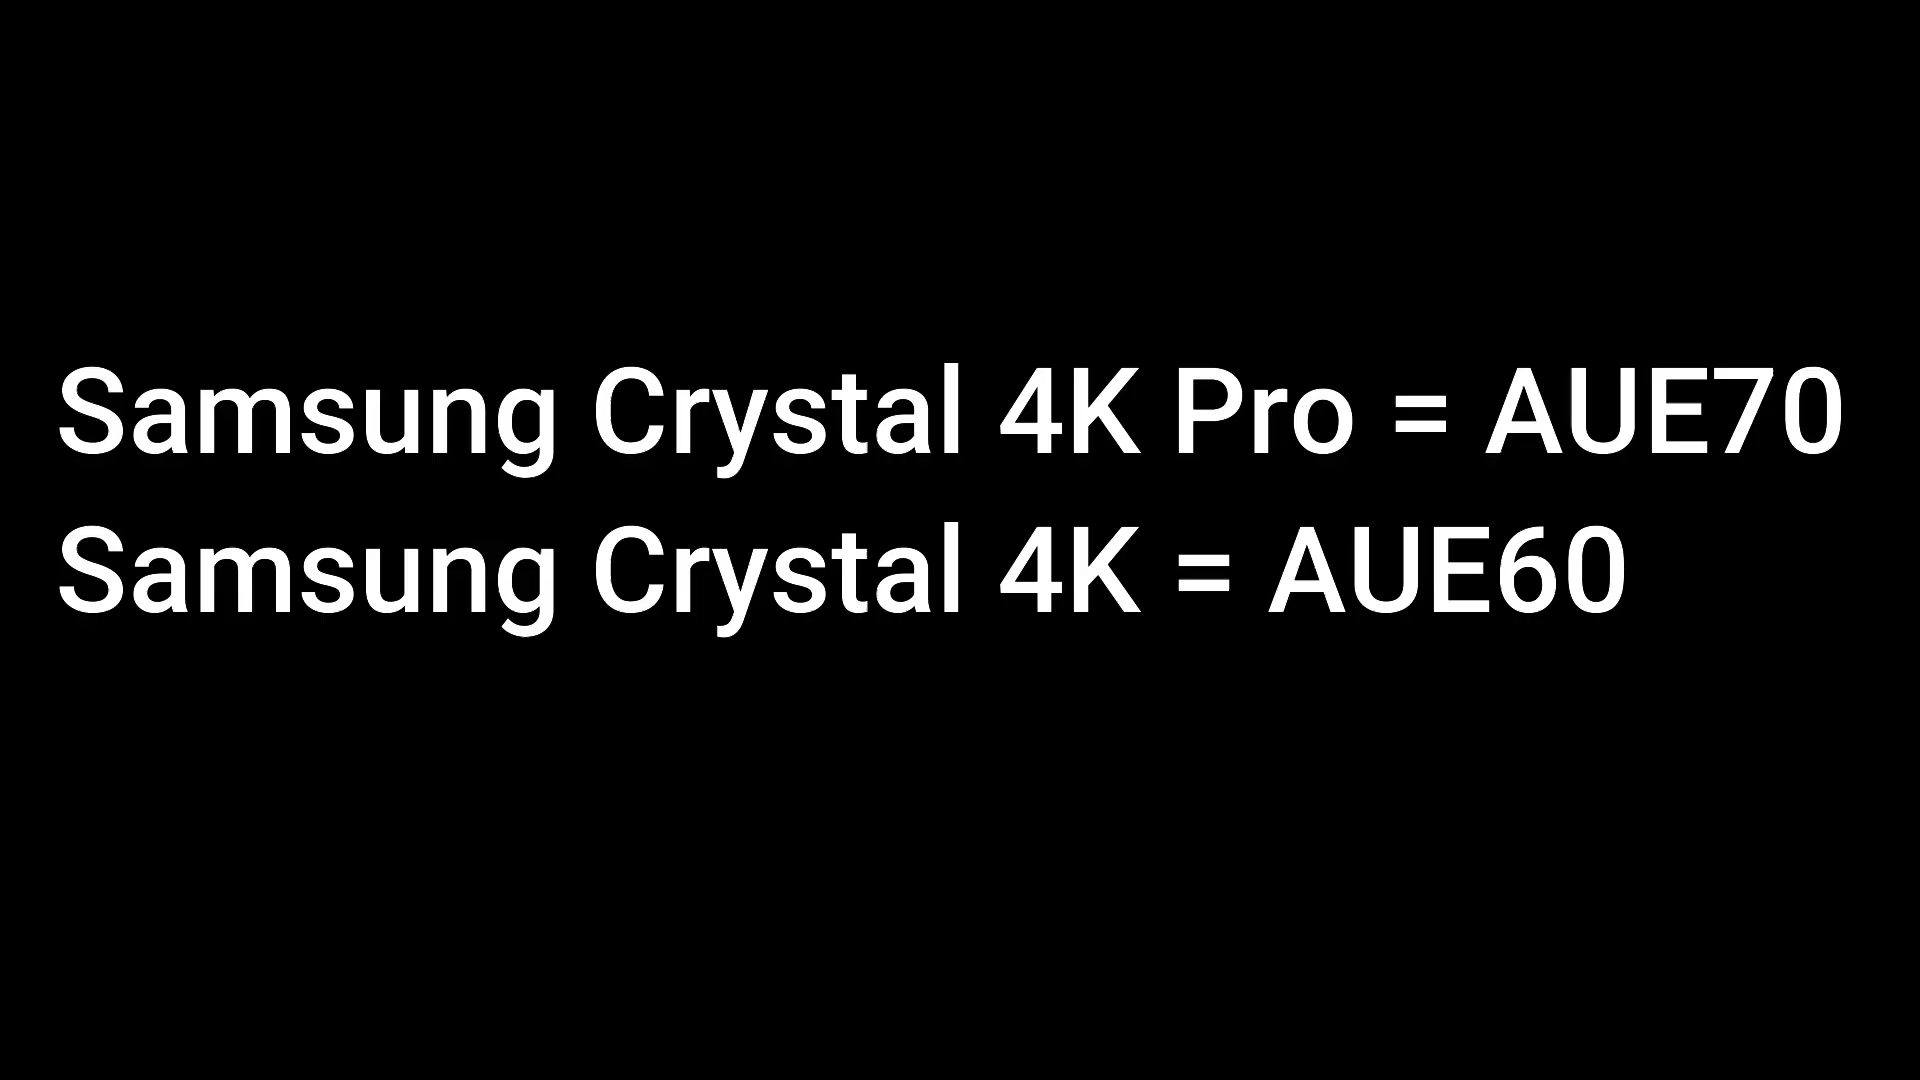 Samsung Crystal 4K Pro = AUE70
Samsung Crystal 4K = AUE60